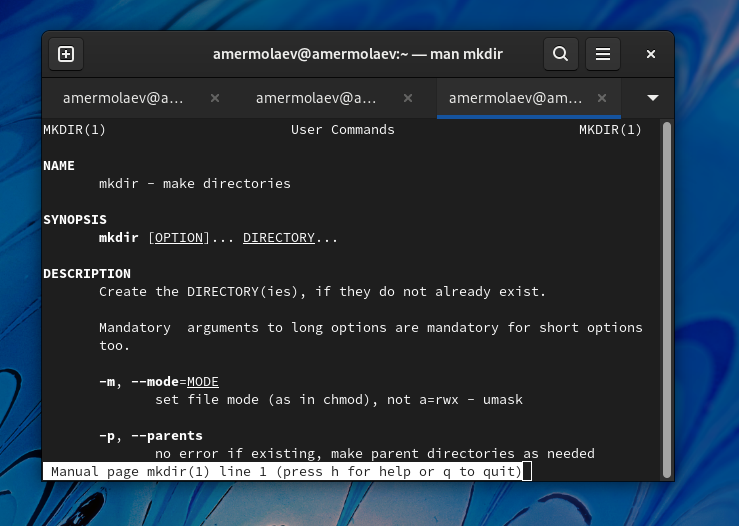 amermolaev@amermolaev:~ — man mkdir
amermolaev@a... × amermolaev@a... × amermolaev@am... ×
MKDIR(1) User Commands MKDIR(1)
NAME
mkdir - make directories
SYNOPSIS
mkdir [OPTION]... DIRECTORY...
DESCRIPTION
Create the DIRECTORY(ies), if they do not already exist.
Mandatory  arguments to long options are mandatory for short options
too.
-m, --mode=MODE
set file mode (as in chmod), not a=rwx - umask
-p, --parents
no error if existing, make parent directories as needed
Manual page mkdir(1) line 1 (press h for help or q to quit)